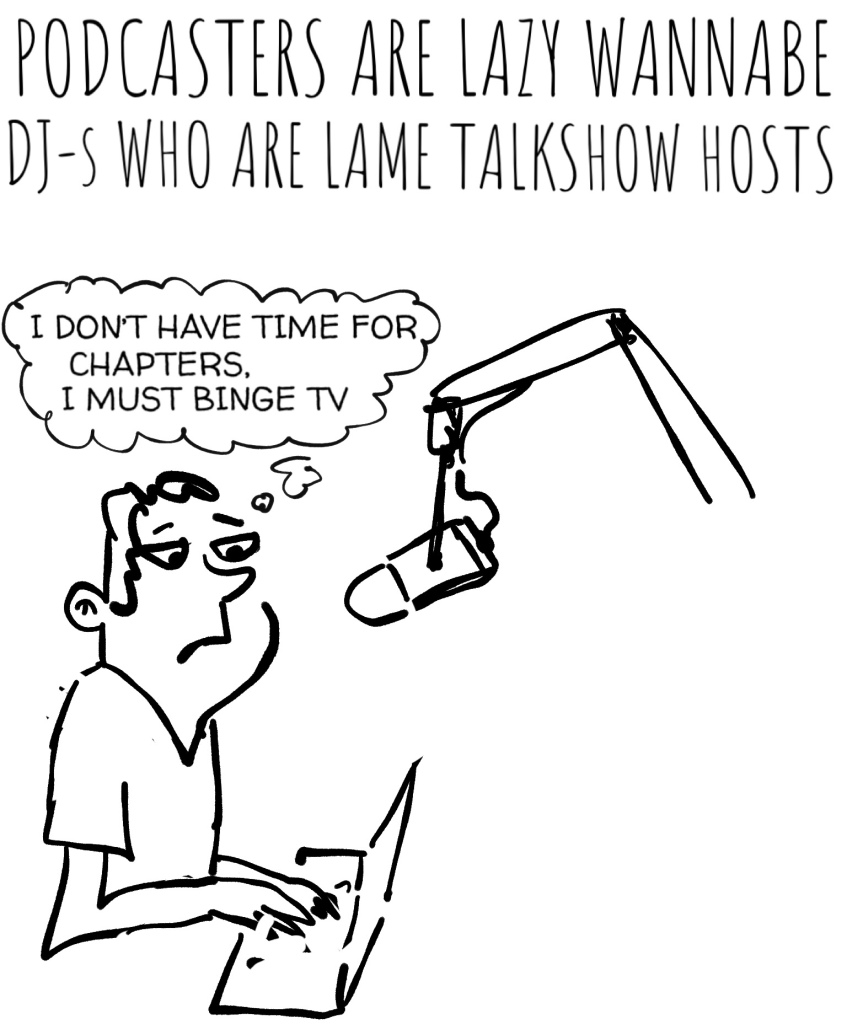 PODCASTERS ARE LAZY WANNABE
DJ-s WHO ARE LAME TALKSHOW HOSTS
I DON'T HAVE TIME FOR
CHAPTERS,
I MUST BINGE TV